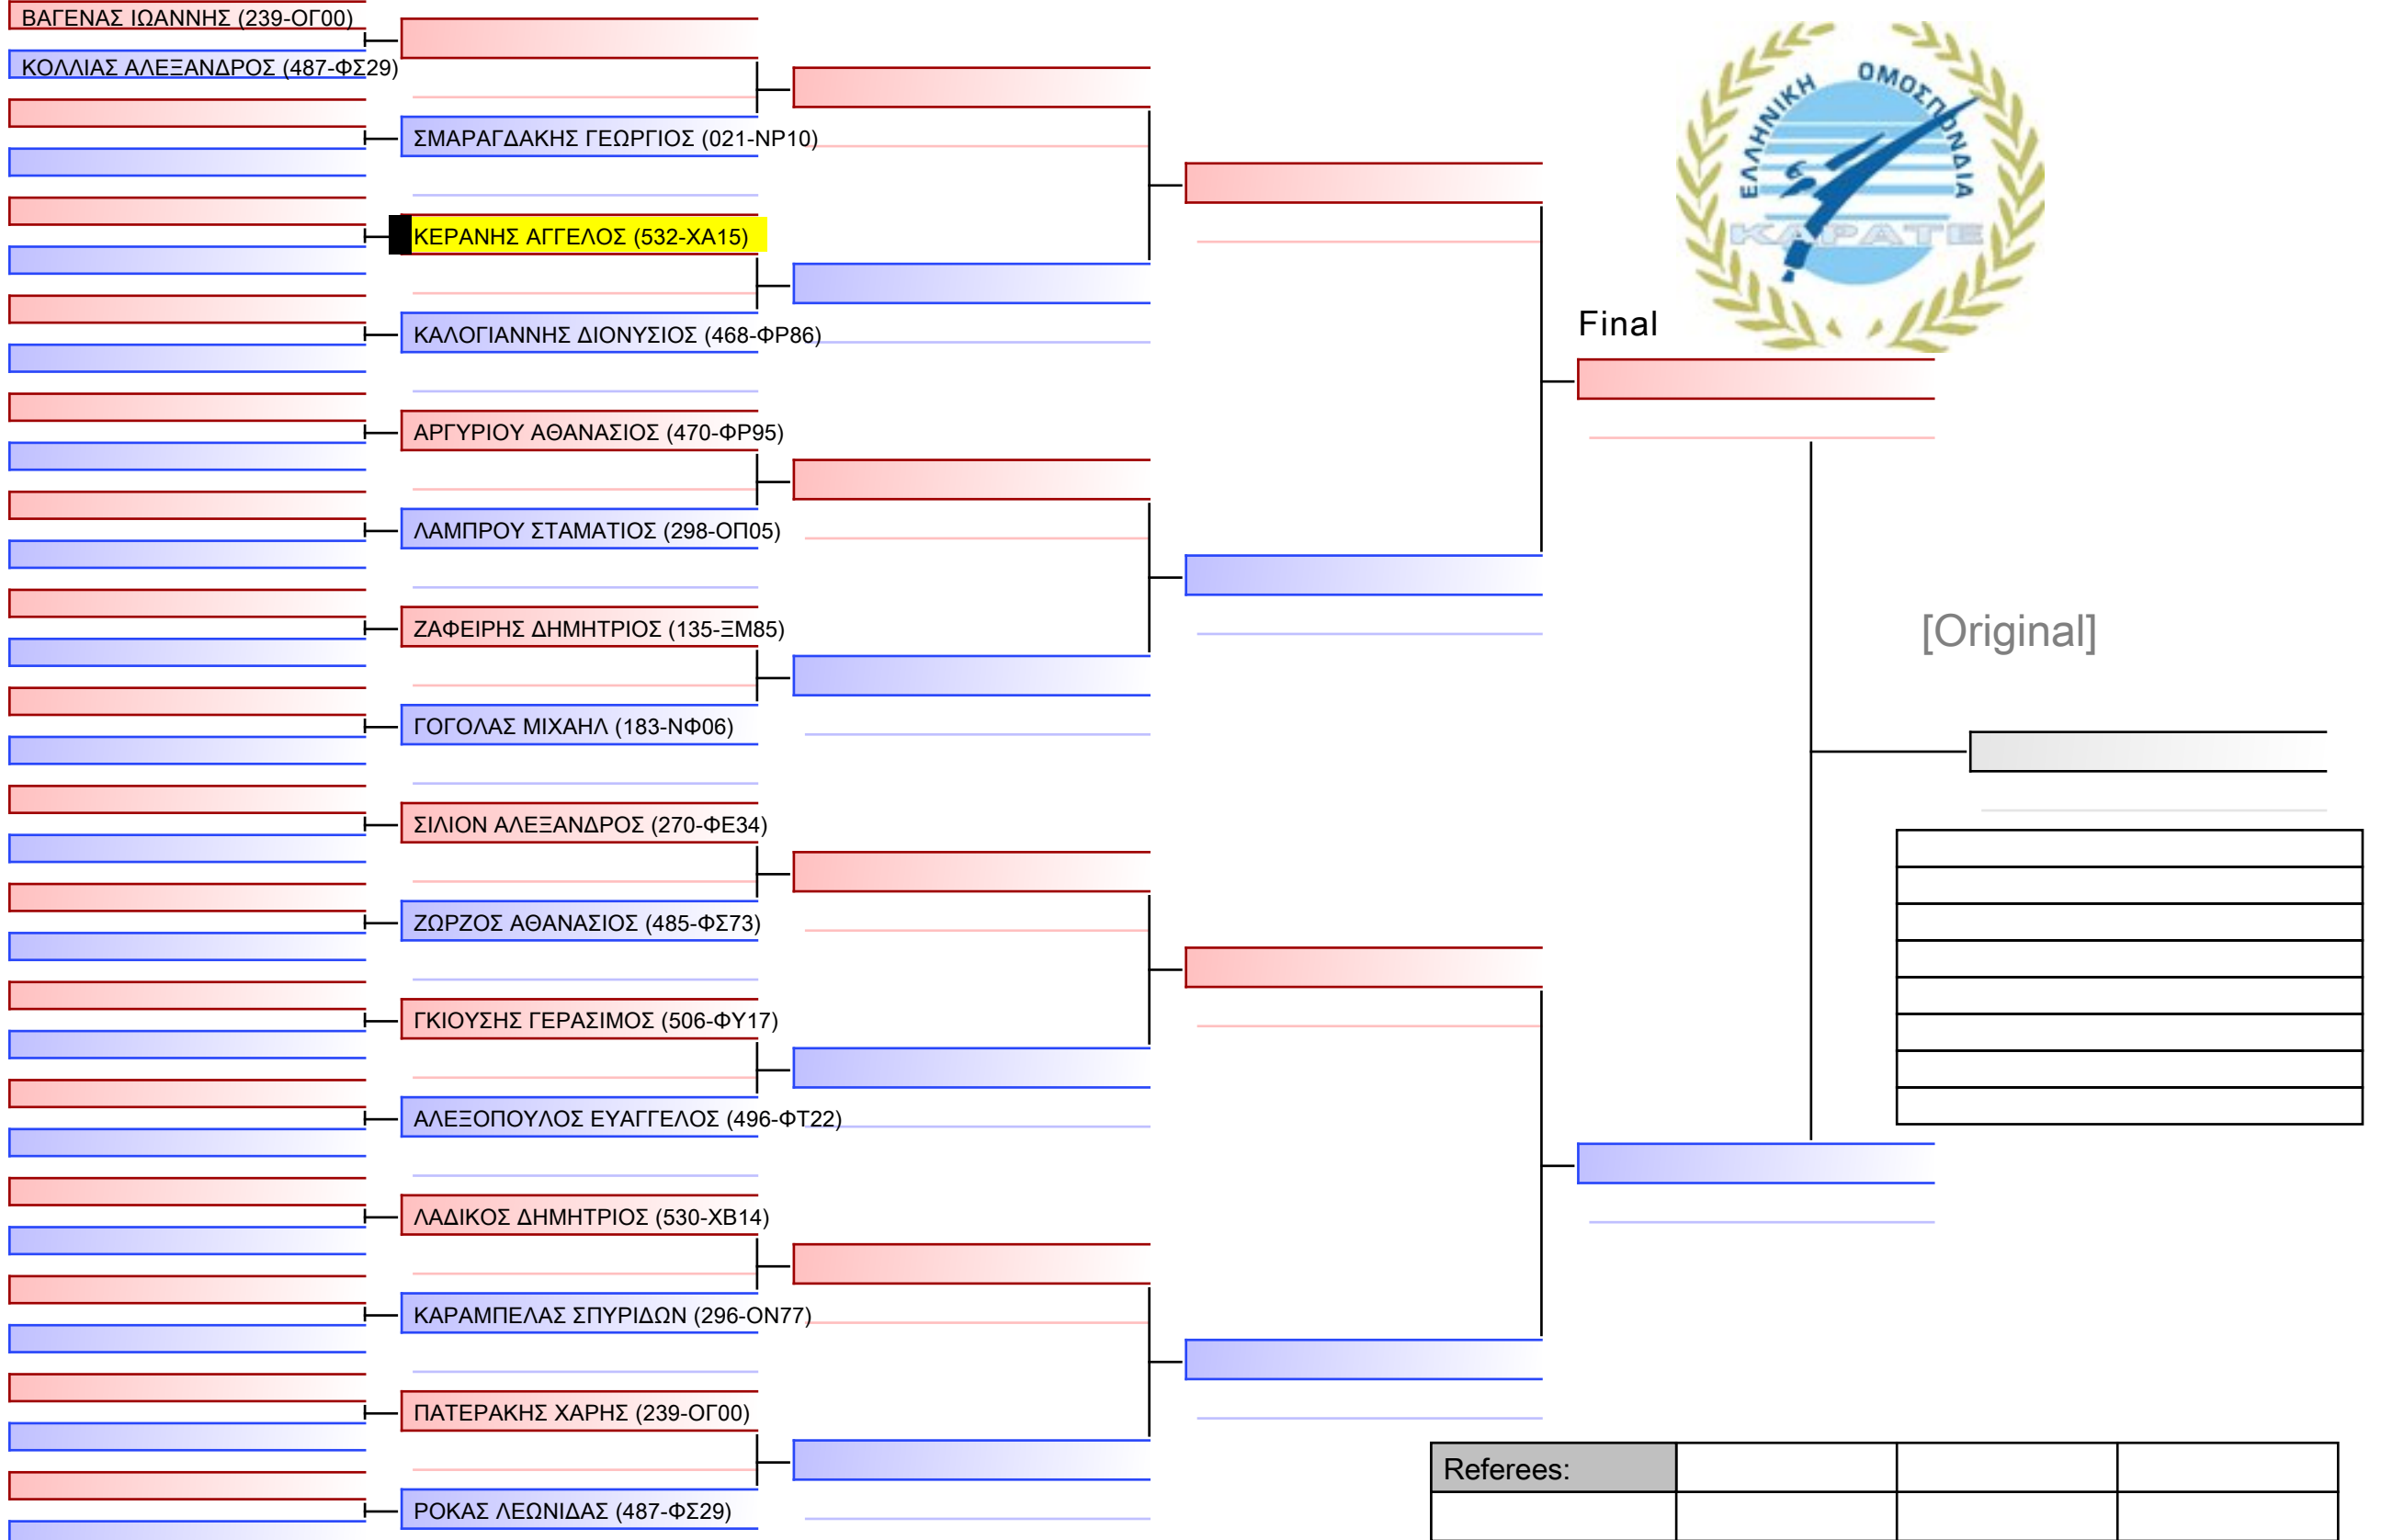 ΒΑΓΕΝΑΣ ΙΩΑΝΝΗΣ (239-ΟΓ00)
ΚΟΛΛΙΑΣ ΑΛΕΞΑΝΔΡΟΣ (487-ΦΣ29)
ΣΜΑΡΑΓΔΑΚΗΣ ΓΕΩΡΓΙΟΣ (021-ΝΡ10)
ΚΕΡΑΝΗΣ ΑΓΓΕΛΟΣ (532-ΧΑ15)
ΚΑΛΟΓΙΑΝΝΗΣ ΔΙΟΝΥΣΙΟΣ (468-ΦΡ86)
ΑΡΓΥΡΙΟΥ ΑΘΑΝΑΣΙΟΣ (470-ΦΡ95)
ΛΑΜΠΡΟΥ ΣΤΑΜΑΤΙΟΣ (298-ΟΠ05)
ΖΑΦΕΙΡΗΣ ΔΗΜΗΤΡΙΟΣ (135-ΞΜ85)
ΓΟΓΟΛΑΣ ΜΙΧΑΗΛ (183-ΝΦ06)
ΣΙΛΙΟΝ ΑΛΕΞΑΝΔΡΟΣ (270-ΦΕ34)
ΖΩΡΖΟΣ ΑΘΑΝΑΣΙΟΣ (485-ΦΣ73)
ΓΚΙΟΥΣΗΣ ΓΕΡΑΣΙΜΟΣ (506-ΦΥ17)
ΑΛΕΞΟΠΟΥΛΟΣ ΕΥΑΓΓΕΛΟΣ (496-ΦΤ22)
ΛΑΔΙΚΟΣ ΔΗΜΗΤΡΙΟΣ (530-ΧΒ14)
ΚΑΡΑΜΠΕΛΑΣ ΣΠΥΡΙΔΩΝ (296-ΟΝ77)
ΠΑΤΕΡΑΚΗΣ ΧΑΡΗΣ (239-ΟΓ00)
ΡΟΚΑΣ ΛΕΩΝΙΔΑΣ (487-ΦΣ29)
ΕΛΛΗΝΙΚΗ ΟΜΟΣΠΟΝΔΙΑ
ΚΑΡΑΤΕ
Final
[Original]
Referees: